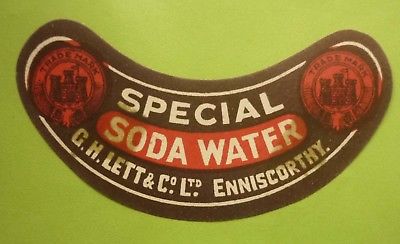 TRADE MARK
TRADE MARK
SPECIAL
SODA WATER
G.H. LETT & Co. LTD ENNISCORTHY.